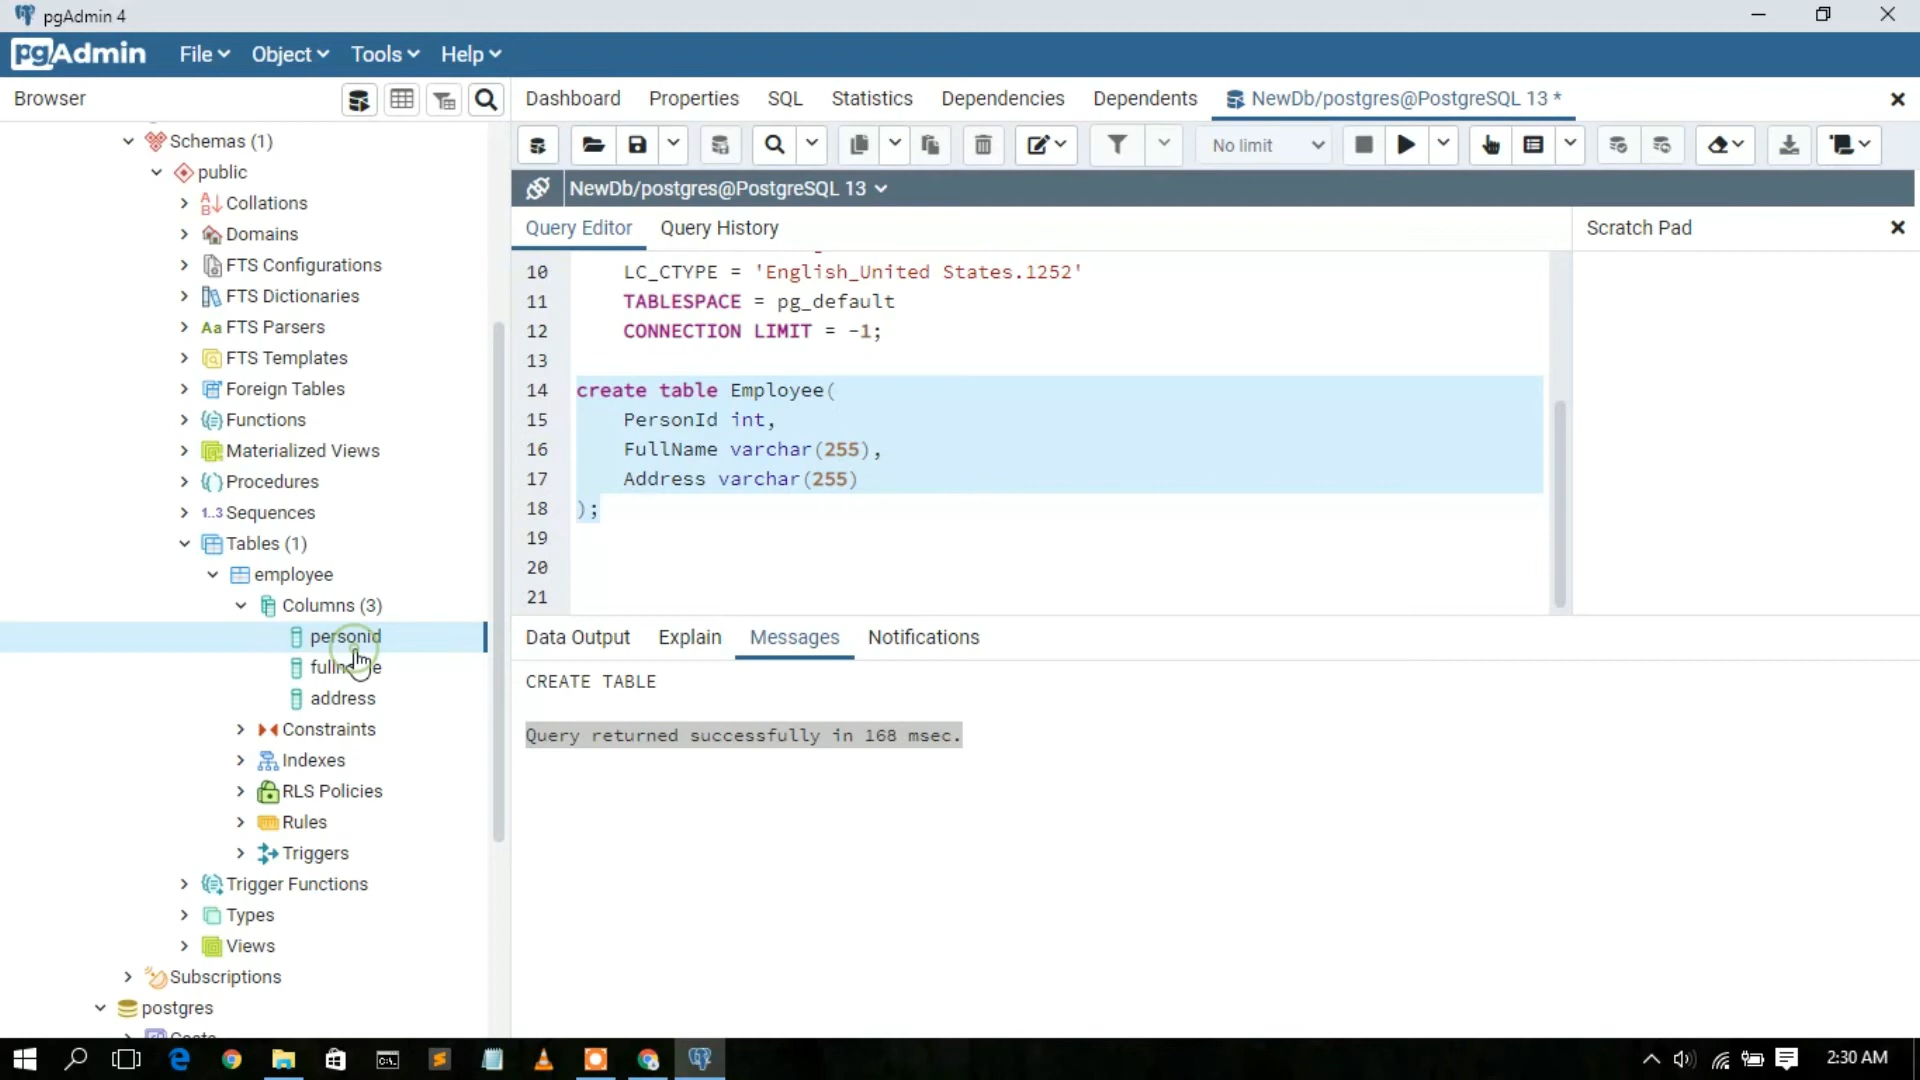 pgAdmin 4
pgAdmin File Object Tools Help
Browser
Dashboard Properties SQL Statistics Dependencies Dependents NewDb/postgres@PostgreSQL 13 *
No limit
NewDb/postgres@PostgreSQL 13
Query Editor Query History
Scratch Pad
Schemas (1)
public
Collations
Domains
FTS Configurations
FTS Dictionaries
Aa FTS Parsers
FTS Templates
Foreign Tables
Functions
Materialized Views
Procedures
1..3 Sequences
Tables (1)
employee
Columns (3)
personid
address
Constraints
Indexes
RLS Policies
Rules
Triggers
Trigger Functions
Types
Views
Subscriptions
postgres
10 LC_CTYPE = 'English_United States.1252'
11 TABLESPACE = pg_default
12 CONNECTION LIMIT = -1;
13
14 create table Employee(
15 PersonId int,
16 FullName varchar(255),
17 Address varchar(255)
18 );
19
20
21
Data Output Explain Messages Notifications
CREATE TABLE
Query returned successfully in 168 msec.
2:30 AM